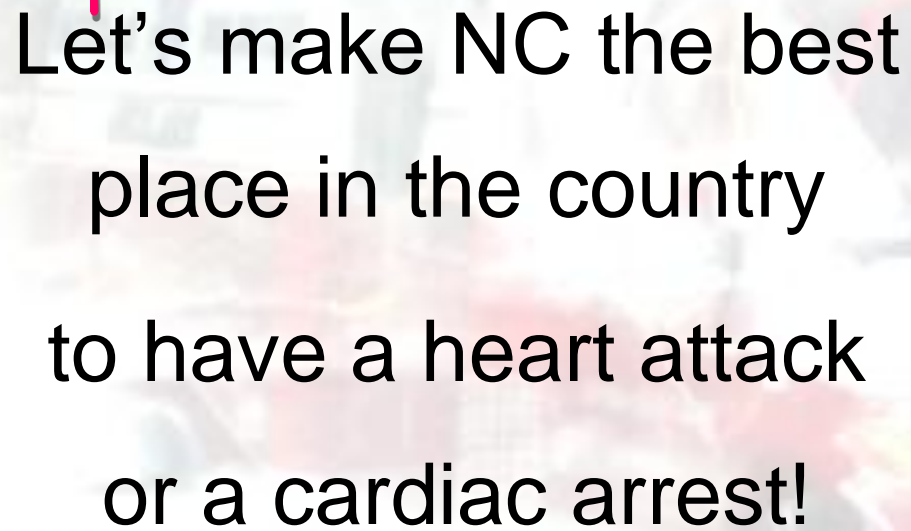 Let’s make NC the best
place in the country
to have a heart attack
or a cardiac arrest!